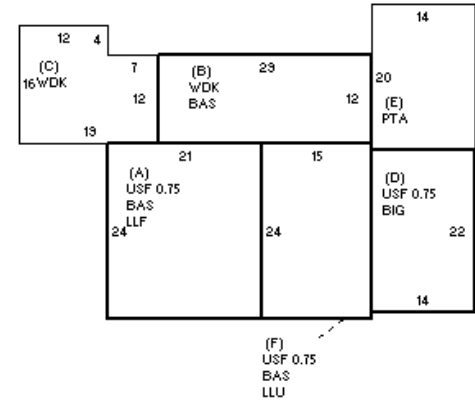 14
12 4
(C)
WDK
16
7
12
19
(B)
WDK
BAS
29
12
20
(E)
PTA
21
(A)
USF 0.75
BAS
LLF
24
15
24
(D)
USF 0.75
BIG
22
14
(F)
USF 0.75
BAS
LLU